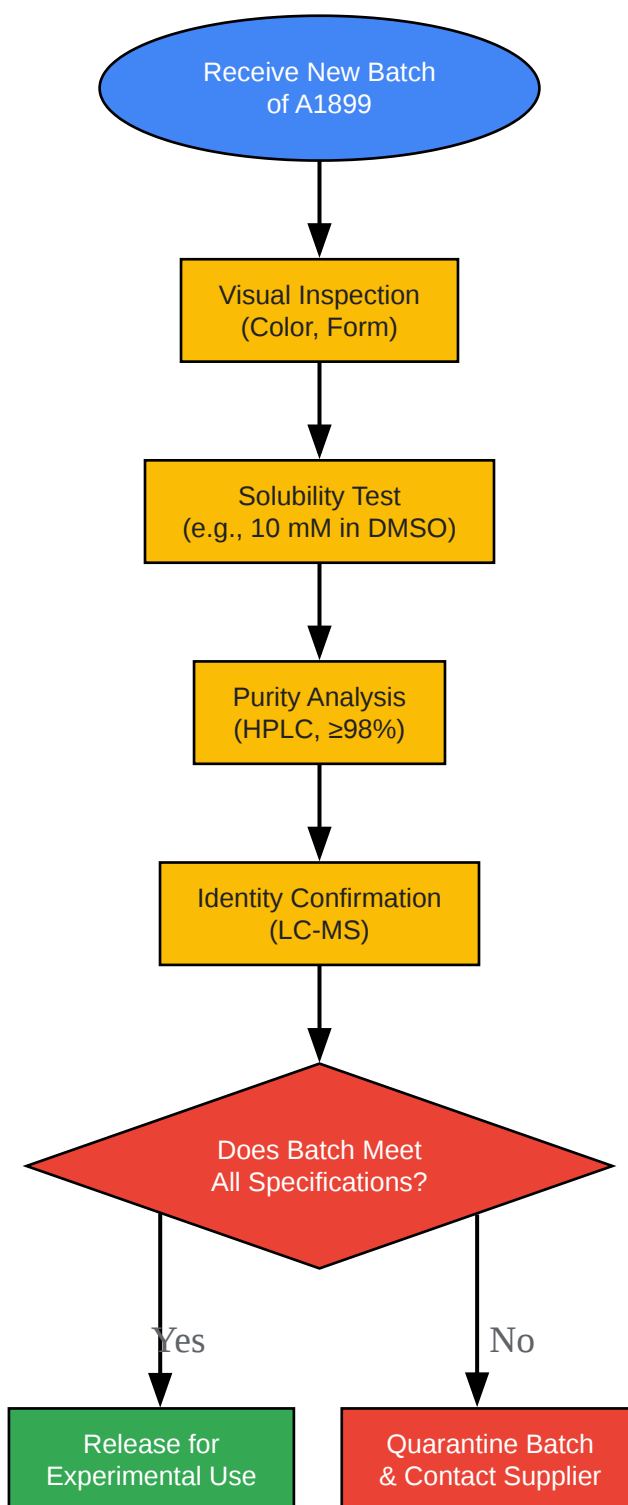 Receive New Batch
of A1899
Visual Inspection
(Color, Form)
Solubility Test
(e.g., 10 mM in DMSO)
Purity Analysis
(HPLC, ≥98%)
Identity Confirmation
(LC-MS)
Does Batch Meet
All Specifications?
Yes
No
Release for
Experimental Use
Quarantine Batch
& Contact Supplier